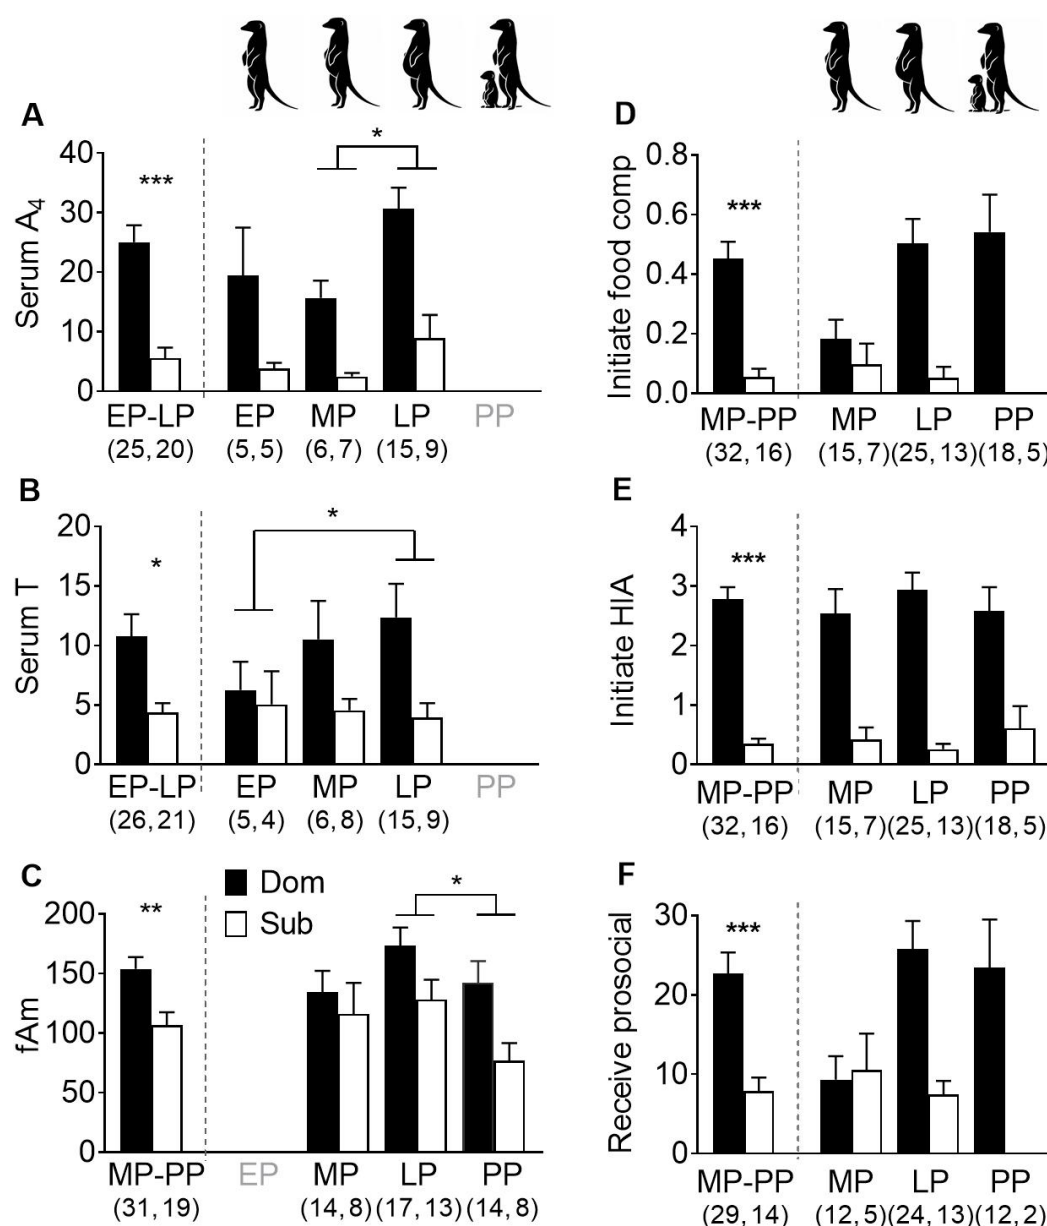 A
Serum A4
40
30
20
10
0
***
*
EP-LP EP MP LP PP
(25, 20) (5,5) (6,7) (15,9)
B
Serum T
20
15
10
5
0
*
*
EP-LP EP MP LP PP
(26, 21) (5,4) (6,8) (15,9)
C
fAm
200
150
100
50
0
**
*
Dom
Sub
MP-PP EP MP LP PP
(31, 19) (14,8) (17,13) (14,8)
D
Initiate food comp
0.8
0.6
0.4
0.2
0.0
***
MP-PP MP LP PP
(32, 16) (15,7) (25,13) (18,5)
E
Initiate HIA
4
3
2
1
0
***
MP-PP MP LP PP
(32, 16) (15,7) (25,13) (18,5)
F
Receive prosocial
30
20
10
0
***
MP-PP MP LP PP
(29, 14) (12,5) (24,13) (12,2)